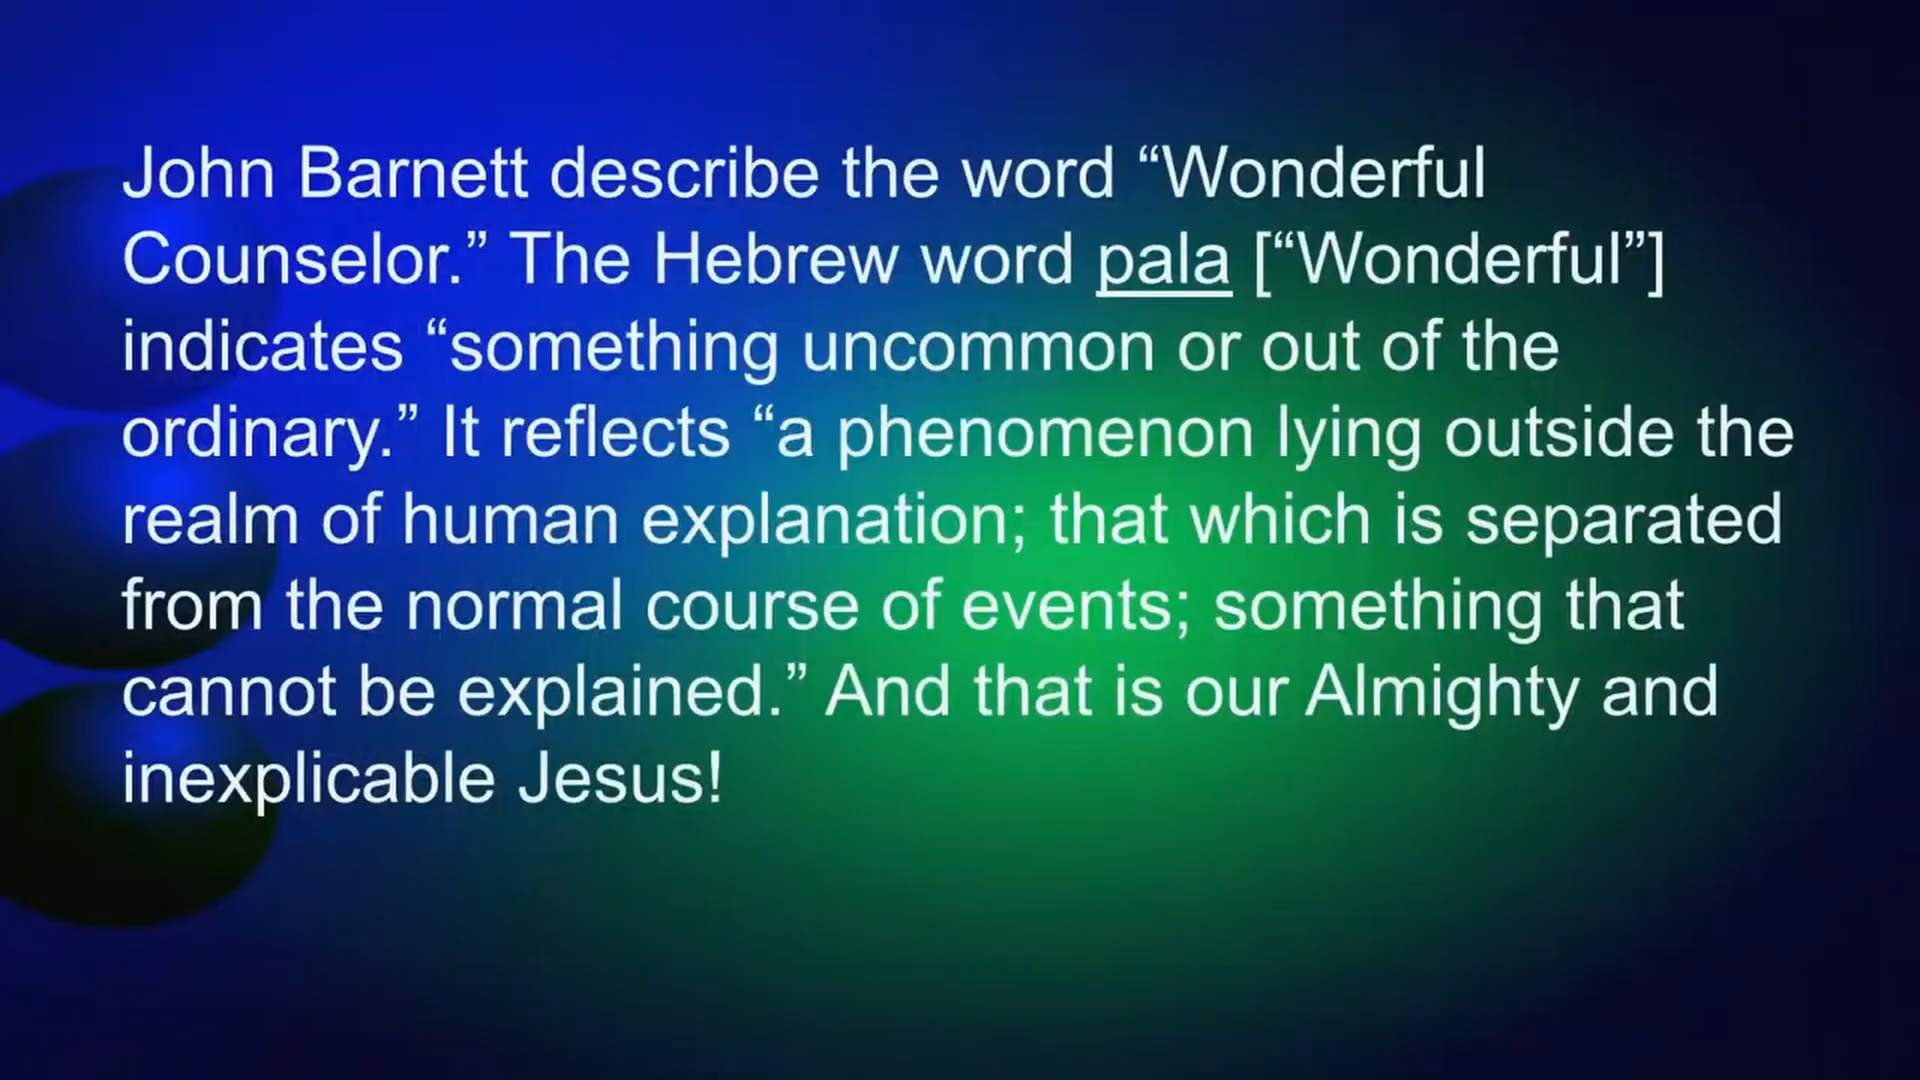 John Barnett describe the word “Wonderful
Counselor.” The Hebrew word pala [“Wonderful”]
indicates “something uncommon or out of the
ordinary.” It reflects “a phenomenon lying outside the
realm of human explanation; that which is separated
from the normal course of events; something that
cannot be explained.” And that is our Almighty and
inexplicable Jesus!